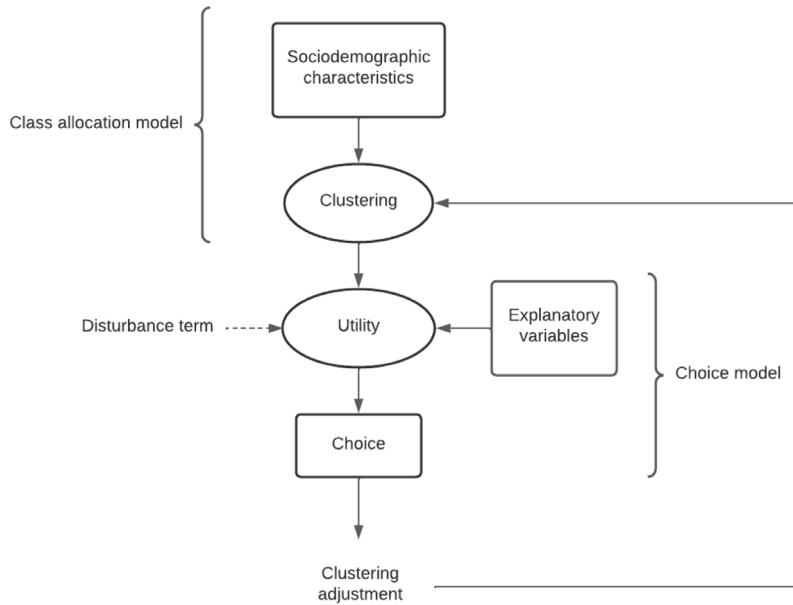 Sociodemographic
characteristics
Class allocation model
Clustering
Disturbance term
Utility
Explanatory
variables
Choice model
Choice
Clustering
adjustment